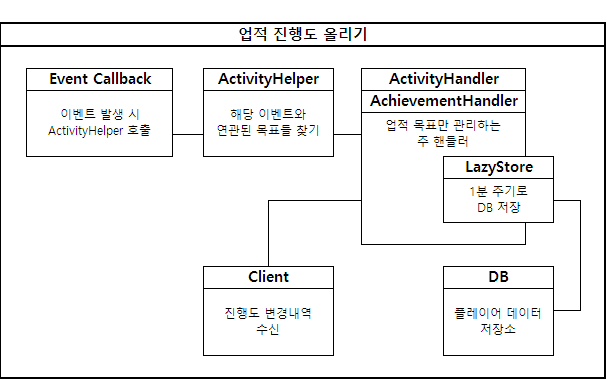 업적 진행도 올리기
Event Callback
이벤트 발생 시
ActivityHelper 호출
ActivityHelper
해당 이벤트와
연관된 목표를 찾기
ActivityHandler
AchievementHandler
업적 목표만 관리하는
주 핸들러
LazyStore
1분 주기로
DB 저장
Client
진행도 변경내역
수신
DB
플레이어 데이터
저장소